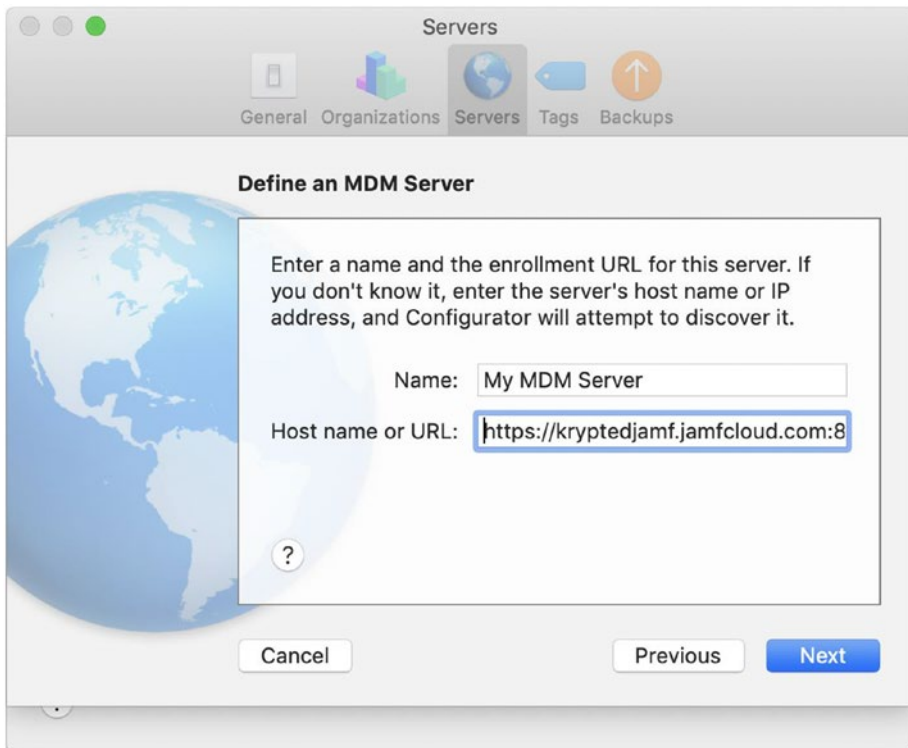 Servers
General Organizations Servers Tags Backups
Define an MDM Server
Enter a name and the enrollment URL for this server. If
you don't know it, enter the server's host name or IP
address, and Configurator will attempt to discover it.
Name: My MDM Server
Host name or URL: https://kryptedjamf.jamfcloud.com:8
?
Cancel Previous Next